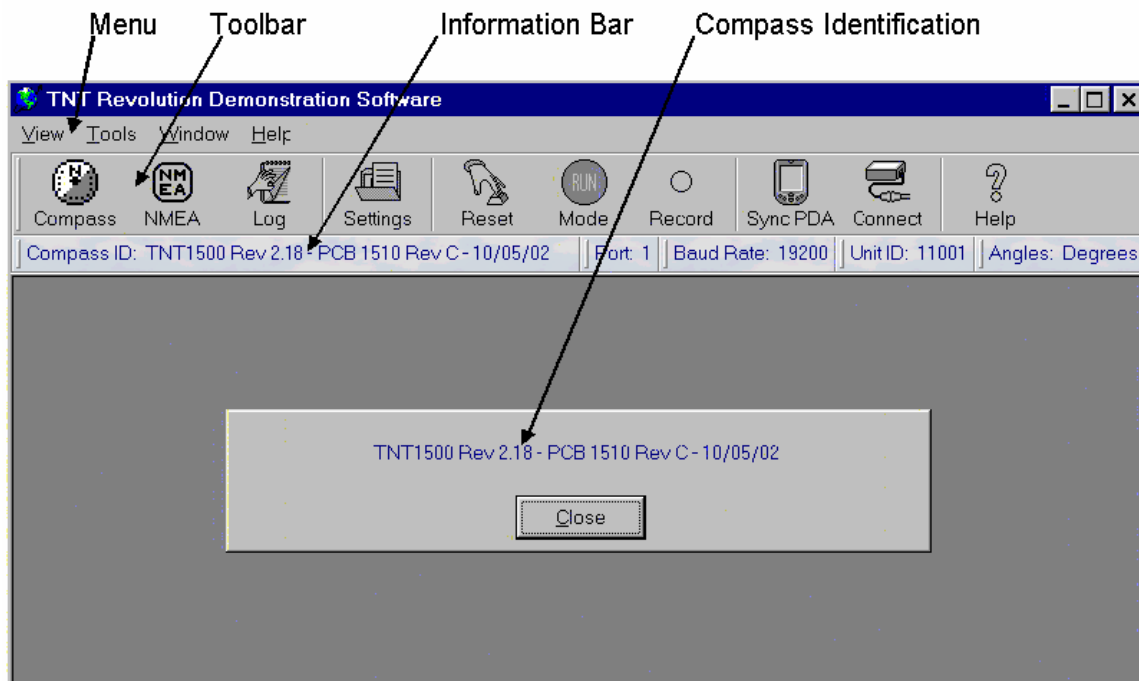 Menu Toolbar Information Bar Compass Identification
TNT Revolution Demonstration Software
View Tools Window Help
N NM EA RUN
Compass NMEA Log Settings Reset Mode Record Sync PDA Connect Help
Compass ID: TNT1500 Rev 2.18 - PCB 1510 Rev C - 10/05/02 Port: 1 Baud Rate: 19200 Unit ID: 11001 Angles: Degrees
TNT1500 Rev 2.18 - PCB 1510 Rev C - 10/05/02
Close